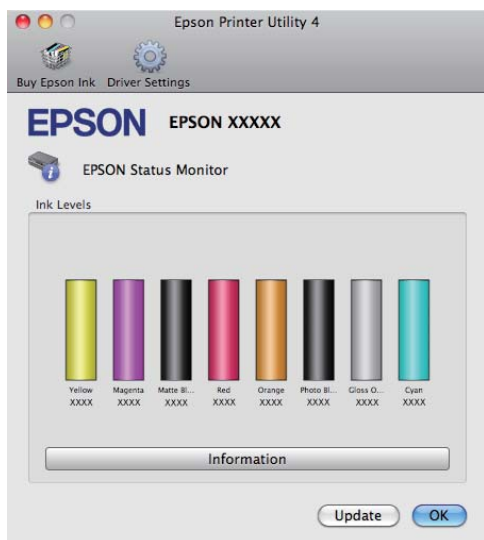 Epson Printer Utility 4
Buy Epson Ink Driver Settings
EPSON EPSON XXXXX
EPSON Status Monitor
Ink Levels
Yellow Magenta Matte Bl... Red Orange Photo Bl... Gloss O... Cyan
XXXX XXXX XXXX XXXX XXXX XXXX XXXX XXXX
Information
Update OK